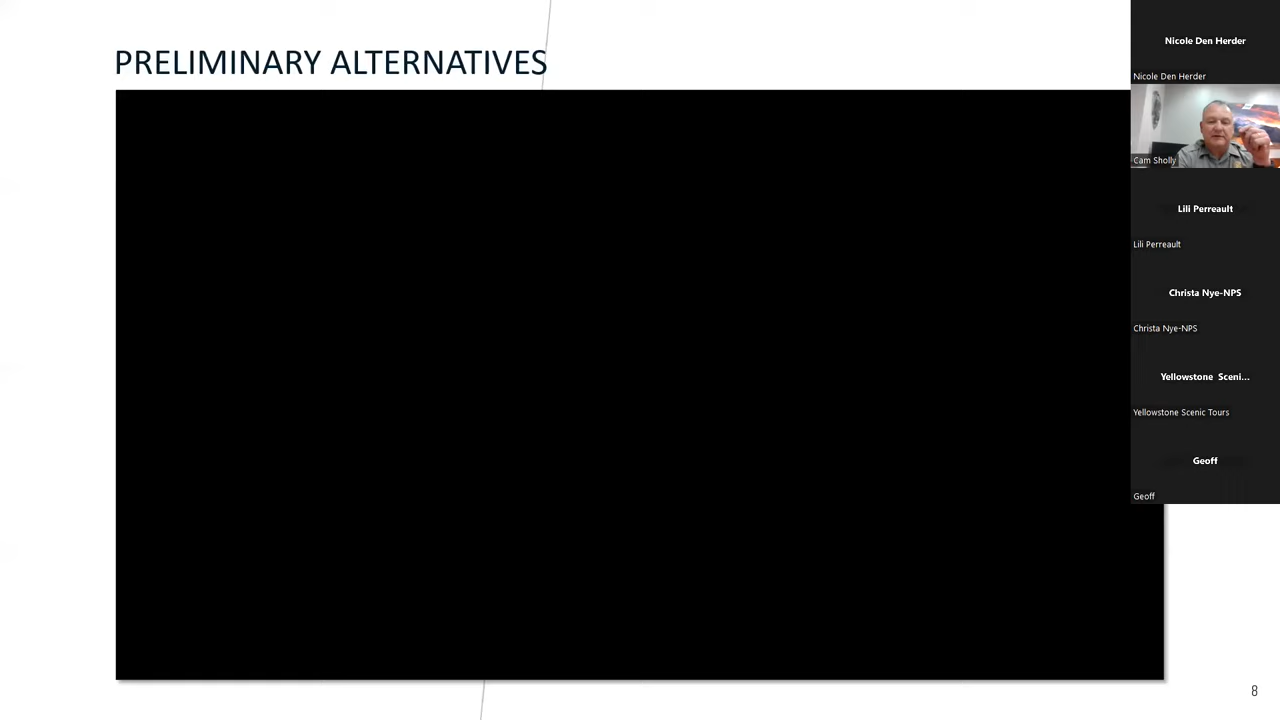 PRELIMINARY ALTERNATIVES
Nicole Den Herder
Nicole Den Herder
Cam Sholly
Lili Perreault
Lili Perreault
Christa Nye-NPS
Christa Nye-NPS
Yellowstone Sceni...
Yellowstone Scenic Tours
Geoff
Geoff
8